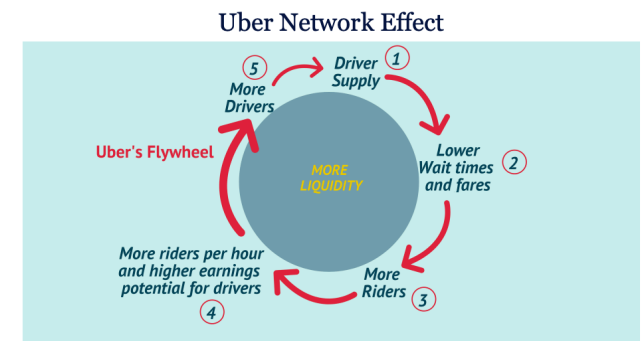 Uber Network Effect
Driver
Supply
1
Lower
Wait times
and fares
2
More
Riders
3
More riders per hour
and higher earnings
potential for drivers
4
More
Drivers
5
Uber's Flywheel
MORE
LIQUIDITY